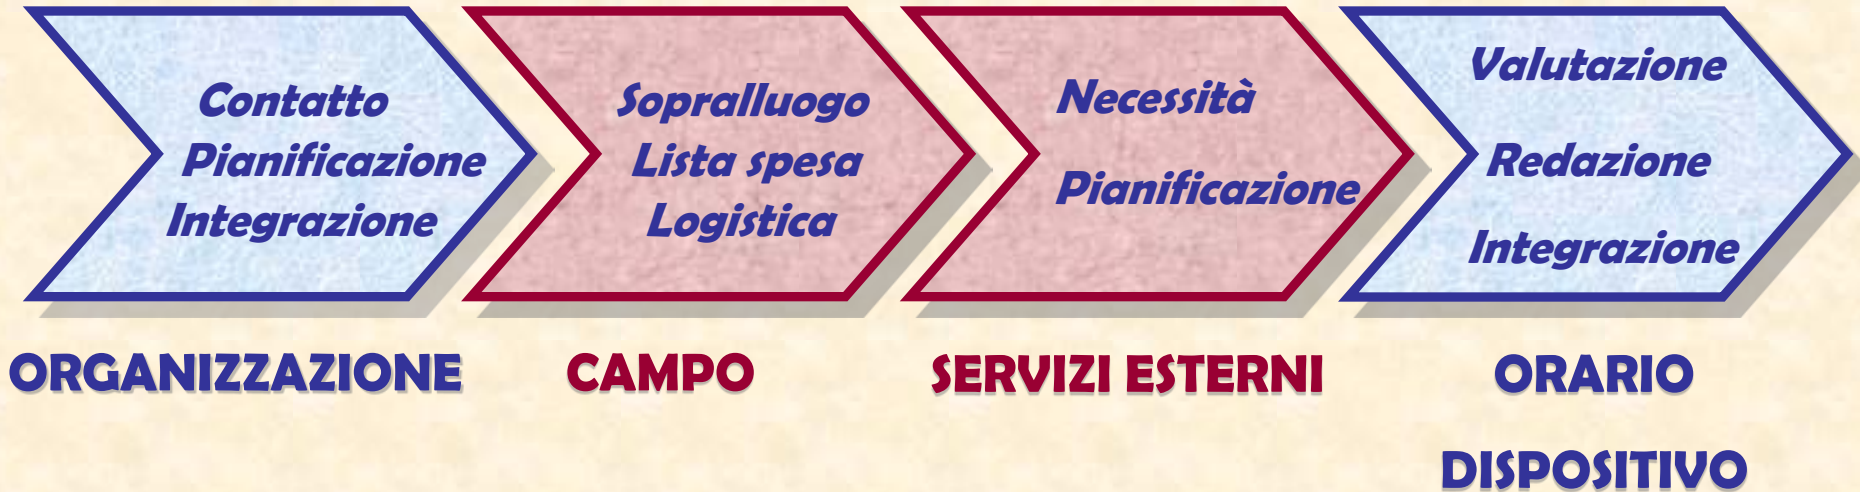 Contatto
Pianificazione
Integrazione
Sopralluogo
Lista spesa
Logistica
Necessità
Pianificazione
Valutazione
Redazione
Integrazione
ORGANIZZAZIONE
CAMPO
SERVIZI ESTERNI
ORARIO
DISPOSITIVO